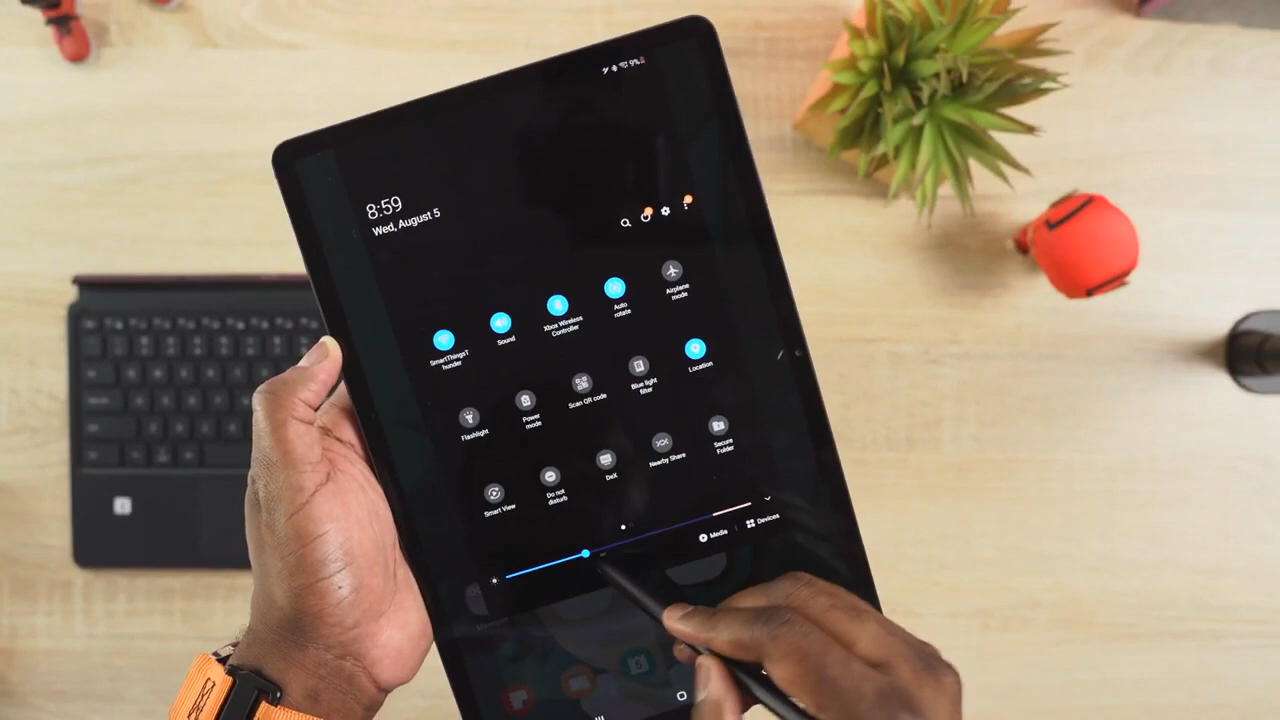 9%
8:59
Wed, August 5
SmartThingsT
hunder
Sound
Xbox Wireless
Controller
Auto
rotate
Airplane
mode
Flashlight
Power
mode
Scan QR code
Blue light
filter
Location
Smart View
Do not
disturb
DeX
Nearby Share
Secure
Folder
Media
Devices